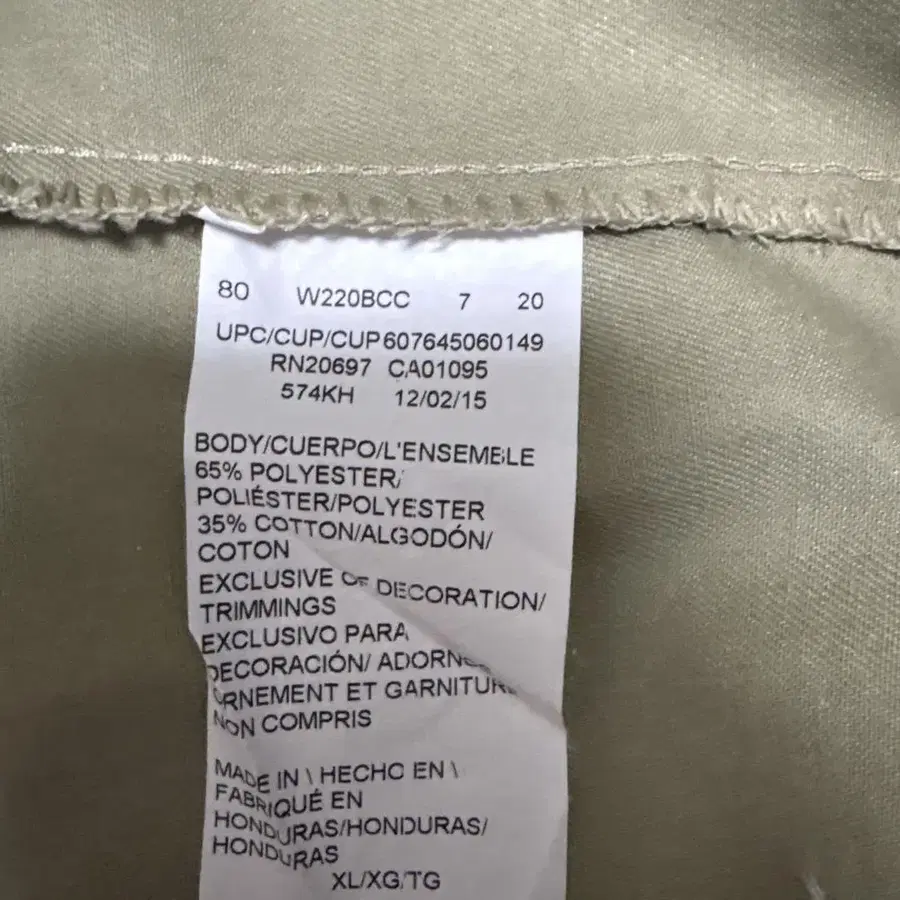 80 W220BCC 7 20
UPC/CUP/CUP607645060149
RN20697 CA01095
574KH 12/02/15
BODY/CUERPO/L'ENSEMBLE
65% POLYESTER/
POLIÉSTER/POLYESTER
35% COTTON/ALGODÓN/
COTON
EXCLUSIVE OF DECORATION/
TRIMMINGS
EXCLUSIVO PARA
DECORACIÓN/
ORNEMENT ET
NON COMPRIS
MADE IN \ HECHO EN \
FABRIQUÉ EN
HONDURAS/HONDURAS/
HONDURAS
XL/XG/TG